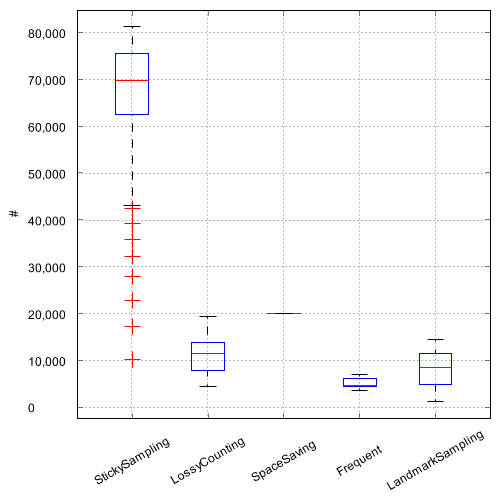 80,000
70,000
60,000
50,000
40,000
30,000
20,000
10,000
0
#
StickySampling
LossyCounting
SpaceSaving
Frequent
LandmarkSampling